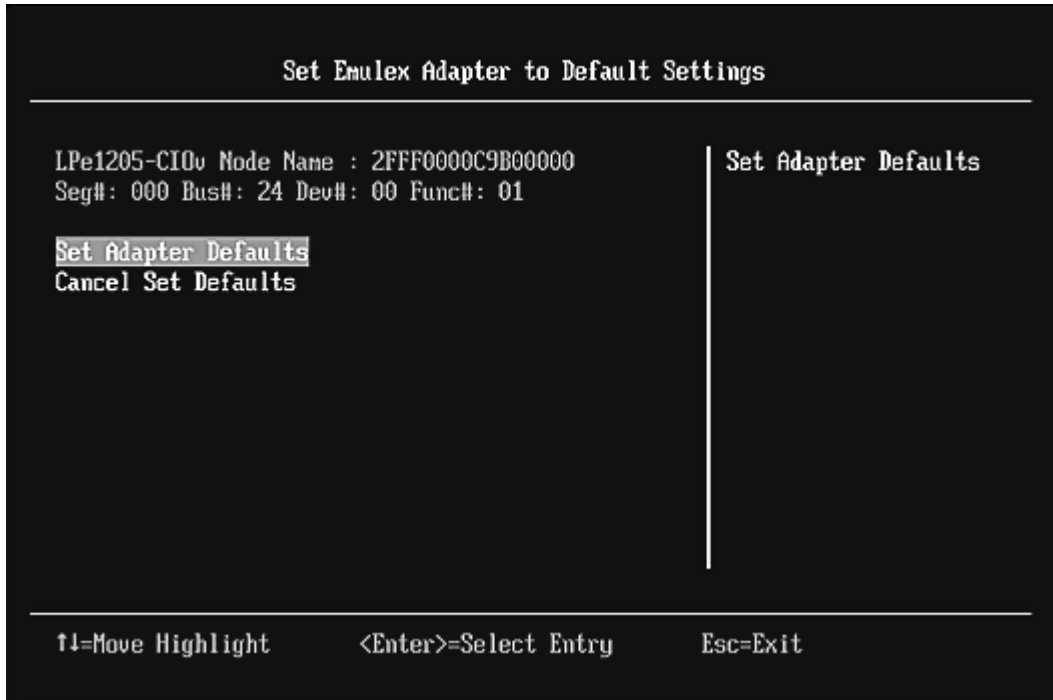 Set Emulex Adapter to Default Settings
LPe1205-CIOv Node Name : 2FFF0000C9B00000
Seg#: 000 Bus#: 24 Dev#: 00 Func#: 01
Set Adapter Defaults
Cancel Set Defaults
Set Adapter Defaults
↑↓=Move Highlight <Enter>=Select Entry Esc=Exit